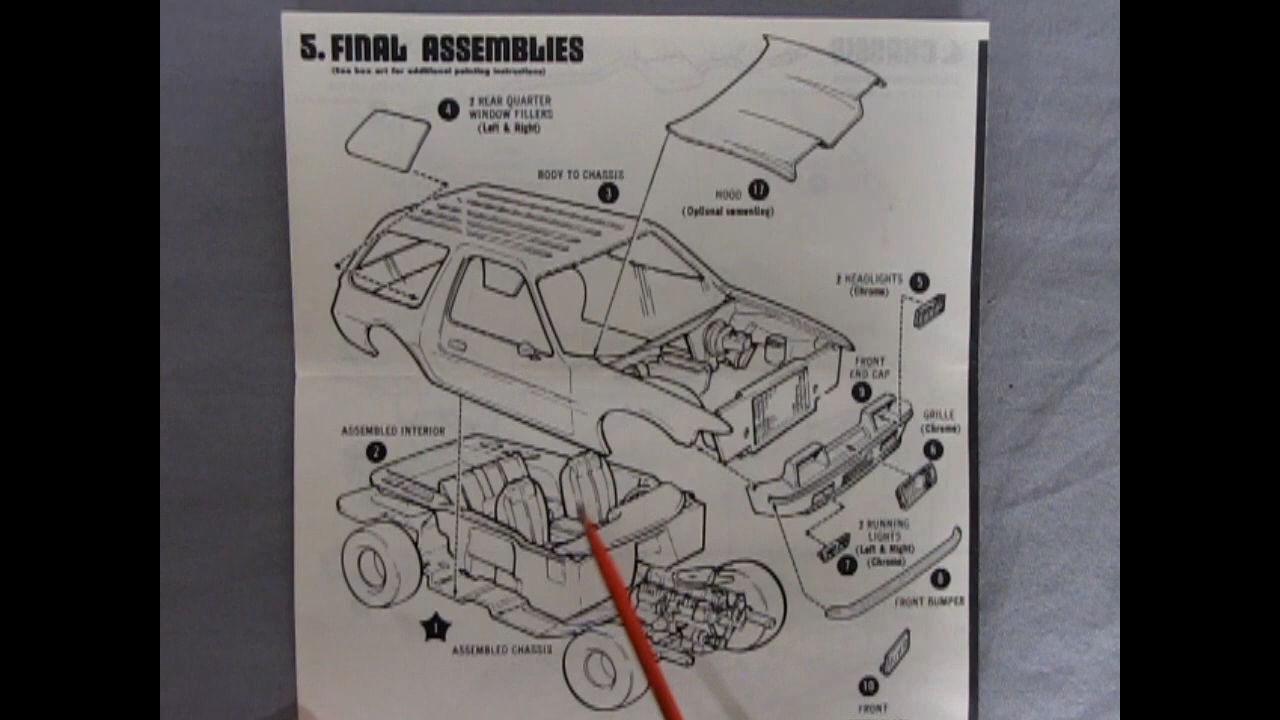 5. FINAL ASSEMBLIES
(See box art for additional painting instructions)
4
2 REAR QUARTER
WINDOW FILLERS
(Left & Right)
BODY TO CHASSIS
3
HOOD 17
(Optional cementing)
2 HEADLIGHTS 5
(Chrome)
FRONT
END CAP
9
GRILLE
(Chrome)
6
ASSEMBLED INTERIOR
2
2 RUNNING
LIGHTS
(Left & Right)
(Chrome)
7
8
FRONT BUMPER
1
ASSEMBLED CHASSIS
10
FRONT